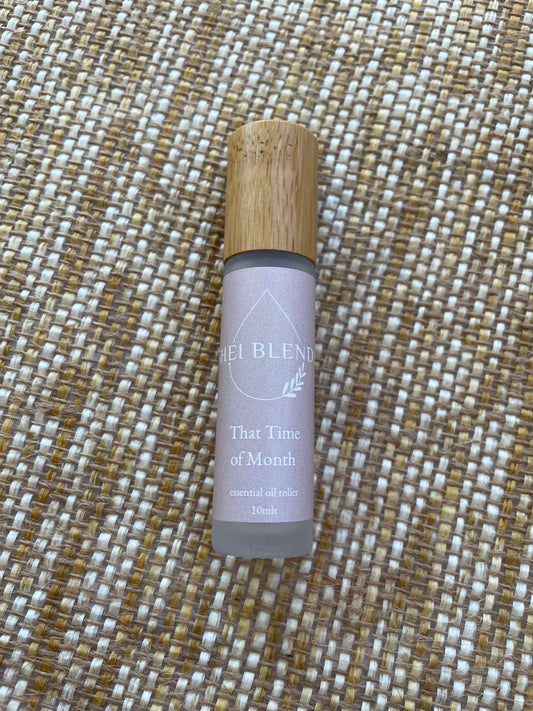 HEI BLEND
That Time
of Month
essential oil roller
10mls